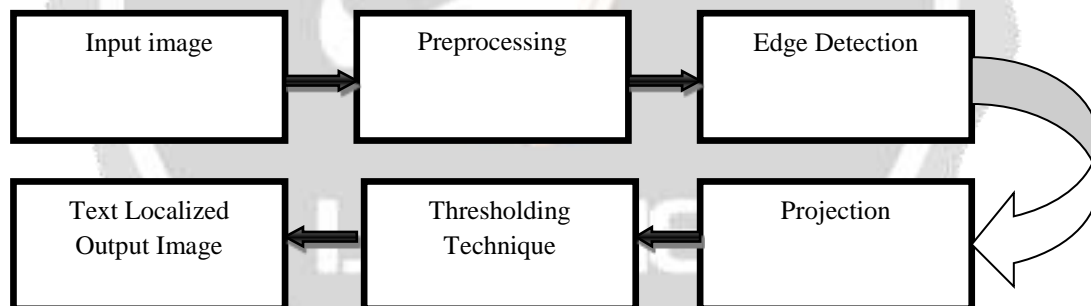 Input image
Preprocessing
Edge Detection
Text Localized
Output Image
Thresholding
Technique
Projection